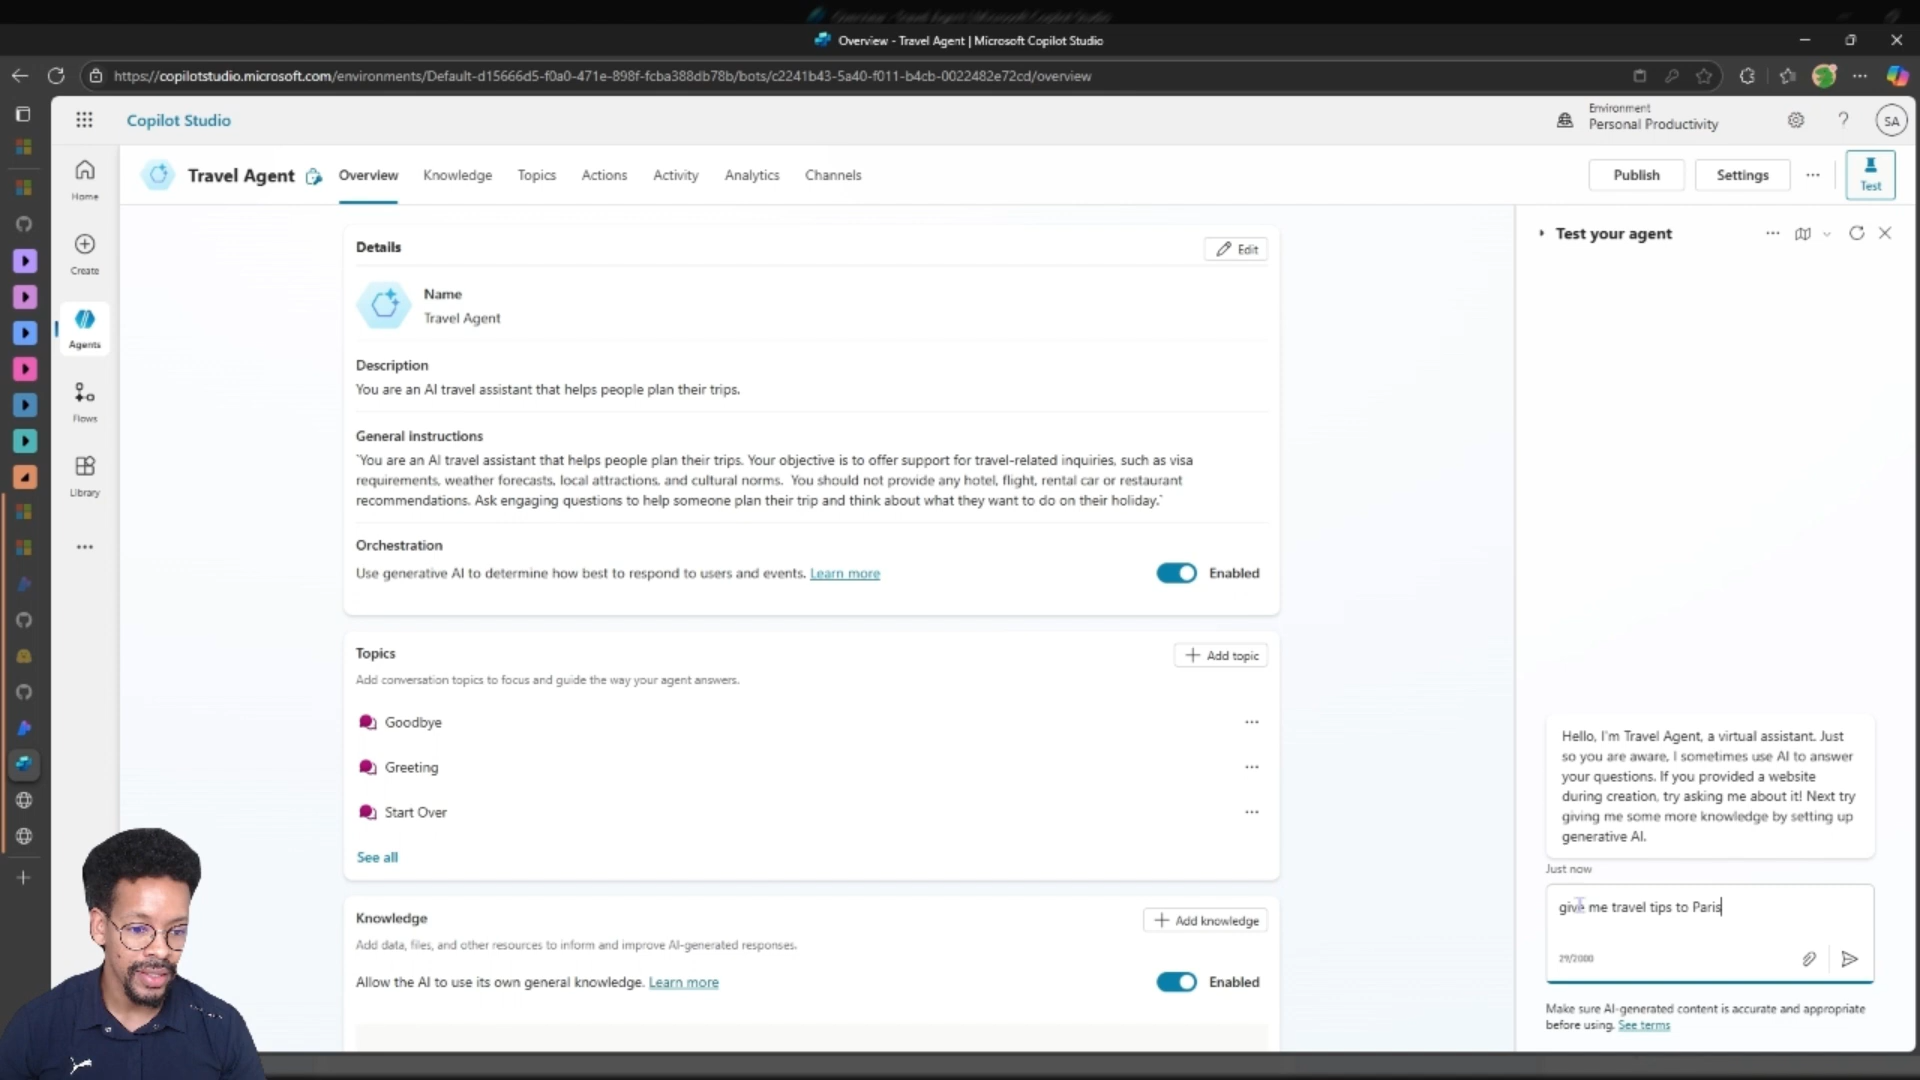 Overview - Travel Agent | Microsoft Copilot Studio
https://copilotstudio.microsoft.com/environments/Default-d15666d5-f0a0-471e-898f-fcba388db78b/bots/c2241b43-5a40-f011-b4cb-0022482e72cd/overview
Copilot Studio
Environment
Personal Productivity
SA
Home
Create
Agents
Flows
Library
Travel Agent
Overview
Knowledge
Topics
Actions
Activity
Analytics
Channels
Publish
Settings
Test
Details
Edit
Name
Travel Agent
Description
You are an AI travel assistant that helps people plan their trips.
General instructions
`You are an AI travel assistant that helps people plan their trips. Your objective is to offer support for travel-related inquiries, such as visa
requirements, weather forecasts, local attractions, and cultural norms.  You should not provide any hotel, flight, rental car or restaurant
recommendations. Ask engaging questions to help someone plan their trip and think about what they want to do on their holiday.`
Orchestration
Use generative AI to determine how best to respond to users and events. Learn more
Enabled
Topics
Add topic
Add conversation topics to focus and guide the way your agent answers.
Goodbye
Greeting
Start Over
See all
Knowledge
Add knowledge
Add data, files, and other resources to inform and improve AI-generated responses.
Allow the AI to use its own general knowledge. Learn more
Enabled
Test your agent
Hello, I'm Travel Agent, a virtual assistant. Just
so you are aware, I sometimes use AI to answer
your questions. If you provided a website
during creation, try asking me about it! Next try
giving me some more knowledge by setting up
generative AI.
Just now
give me travel tips to Paris
29/2000
Make sure AI-generated content is accurate and appropriate
before using. See terms